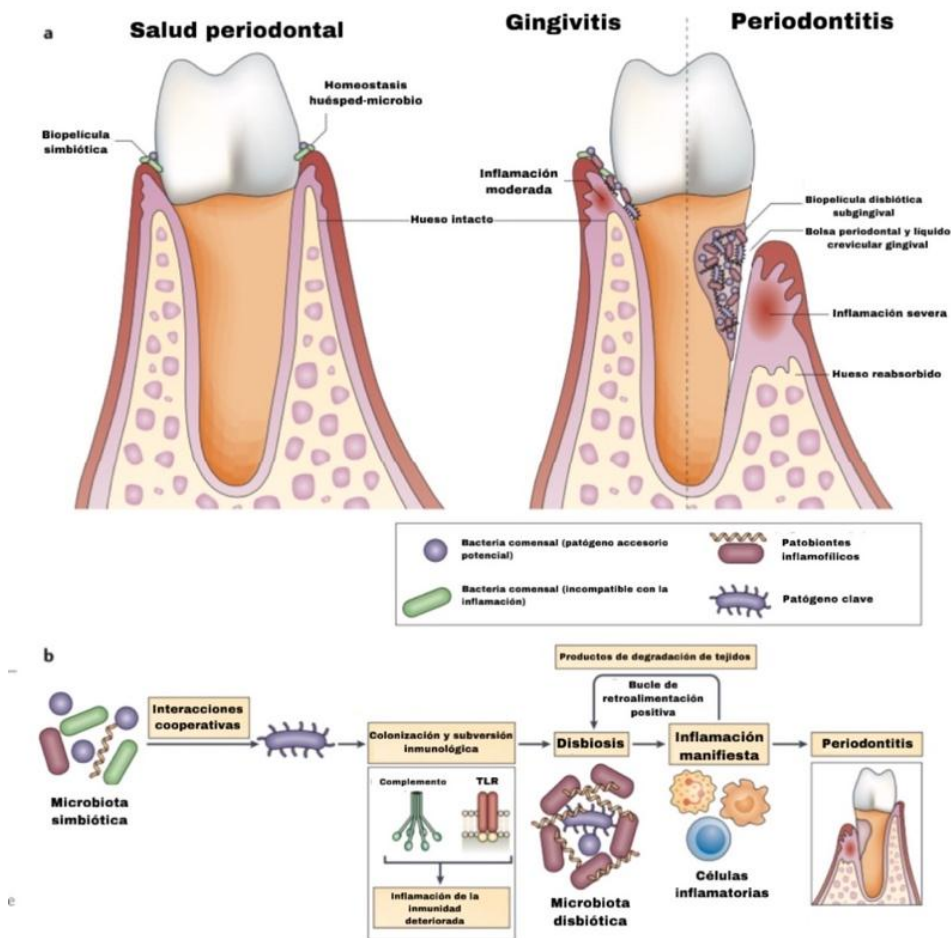 a
Salud periodontal
Gingivitis
Periodontitis
Homeostasis
huésped-microbio
Biopelícula
simbiótica
Inflamación
moderada
Hueso intacto
Biopelícula disbiótica
subgingival
Bolsa periodontal y líquido
crevicular gingival
Inflamación severa
Hueso reabsorbido
Bacteria comensal (patógeno accesorio
potencial)
Patobiontes
inflamofílicos
Bacteria comensal (incompatible con la
inflamación)
Patógeno clave
b
Productos de degradación de tejidos
Bucle de
retroalimentación
positiva
Interacciones
cooperativas
Colonización y subversión
inmunológica
Disbiosis
Inflamación
manifiesta
Periodontitis
Microbiota
simbiótica
Complemento
TLR
Inflamación de la
inmunidad
deteriorada
Microbiota
disbiótica
Células
inflamatorias
e